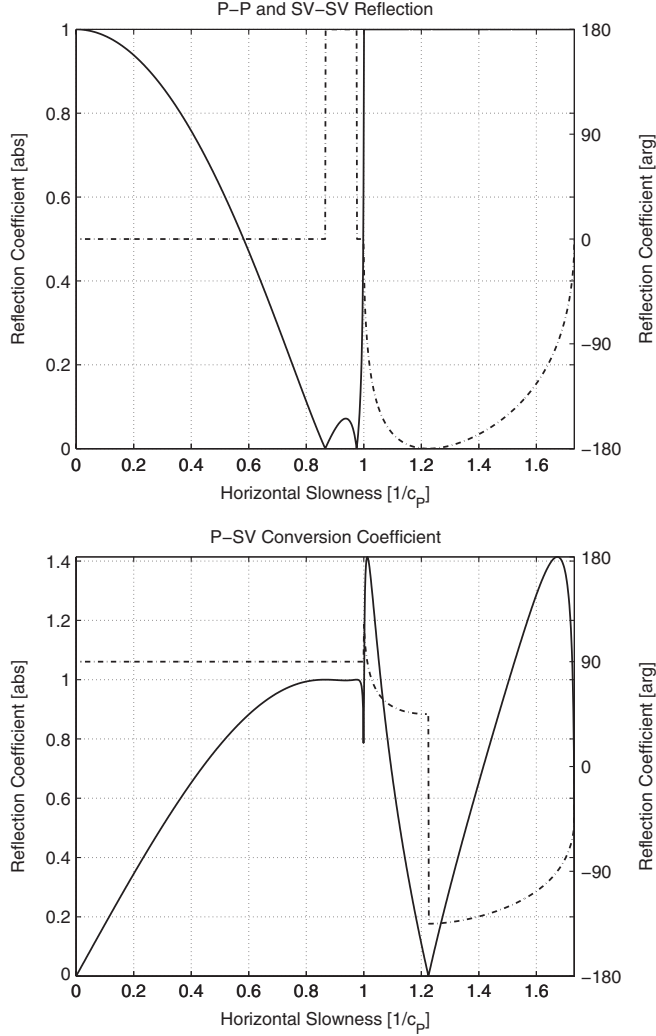 P−P and SV−SV Reflection
1
0.8
0.6
0.4
0.2
0
180
90
0
−90
−180
Reflection Coefficient [abs]
Reflection Coefficient [arg]
0 0.2 0.4 0.6 0.8 1 1.2 1.4 1.6
Horizontal Slowness [1/cP]
P−SV Conversion Coefficient
1.4
1.2
1
0.8
0.6
0.4
0.2
0
180
90
0
−90
−180
Reflection Coefficient [abs]
Reflection Coefficient [arg]
0 0.2 0.4 0.6 0.8 1 1.2 1.4 1.6
Horizontal Slowness [1/cP]